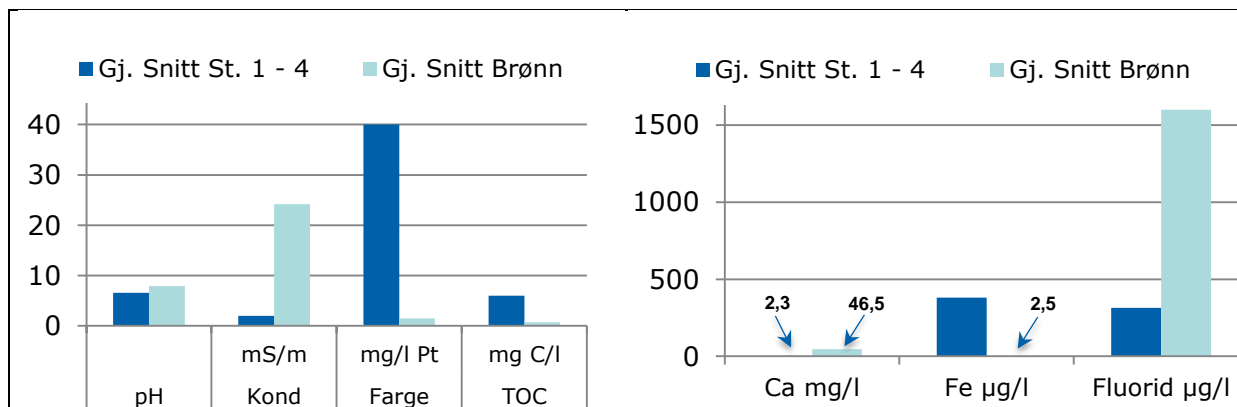 Gj. Snitt St. 1 - 4 Gj. Snitt Brønn
40
30
20
10
0
mS/m mg/l Pt mg C/l
pH Kond Farge TOC
Gj. Snitt St. 1 - 4 Gj. Snitt Brønn
1500
1000
500
0
2,3 46,5 2,5
Ca mg/l Fe µg/l Fluorid µg/l